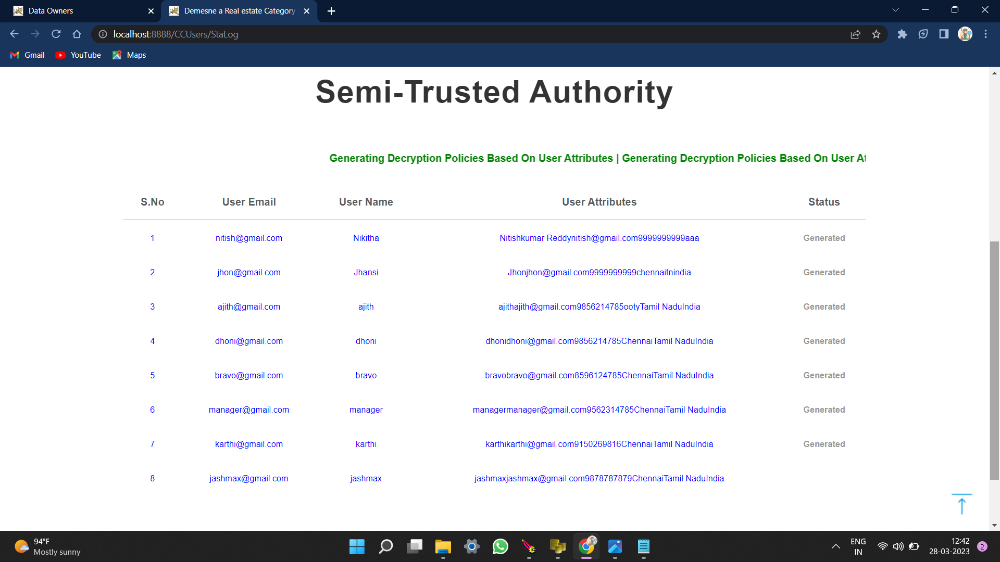 Data Owners
Demesne a Real estate Category
localhost:8888/CCUsers/StaLog
Gmail YouTube Maps
Semi-Trusted Authority
Generating Decryption Policies Based On User Attributes | Generating Decryption Policies Based On User At
S.No User Email User Name User Attributes Status
1 nitish@gmail.com Nikitha Nitishkumar Reddynitish@gmail.com9999999999aaa Generated
2 jhon@gmail.com Jhansi Jhonjhon@gmail.com9999999999chennaitnindia Generated
3 ajith@gmail.com ajith ajithajith@gmail.com9856214785ootyTamil NaduIndia Generated
4 dhoni@gmail.com dhoni dhonidhoni@gmail.com9856214785ChennaiTamil NaduIndia Generated
5 bravo@gmail.com bravo bravobravo@gmail.com8596124785ChennaiTamil NaduIndia Generated
6 manager@gmail.com manager managermanager@gmail.com9562314785ChennaiTamil NaduIndia Generated
7 karthi@gmail.com karthi karthikarthi@gmail.com9150269816ChennaiTamil NaduIndia Generated
8 jashmax@gmail.com jashmax jashmaxjashmax@gmail.com9878787879ChennaiTamil NaduIndia
94°F
Mostly sunny
ENG
IN
12:42
28-03-2023
2